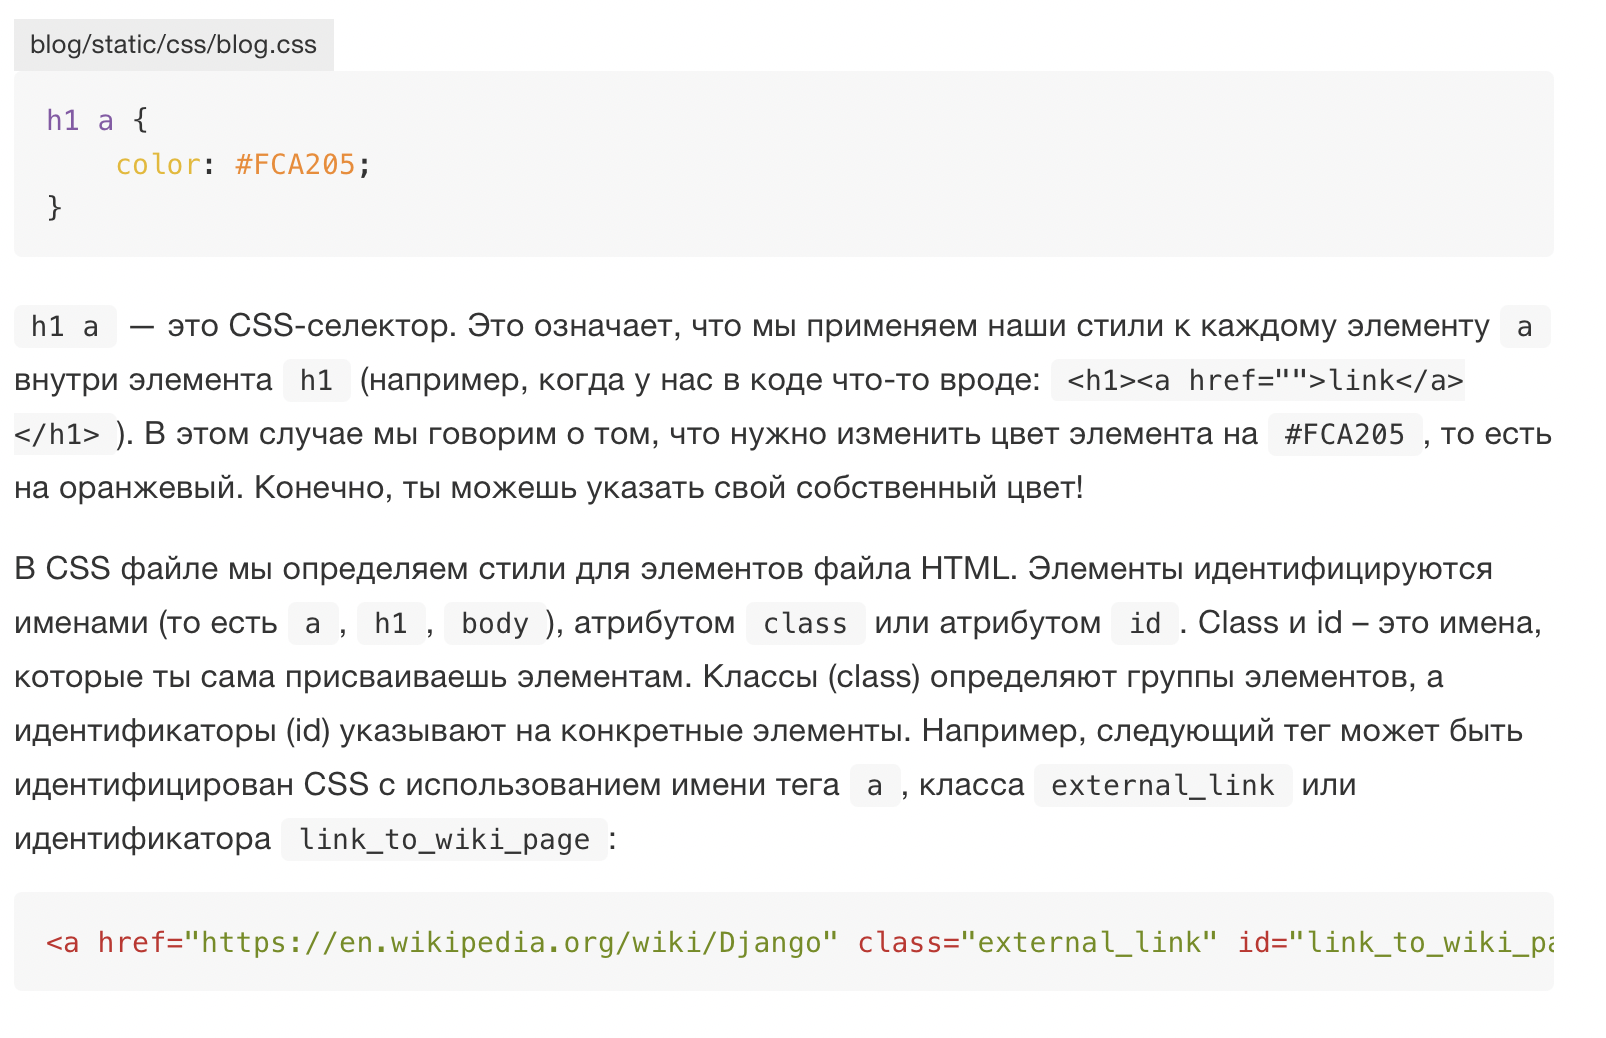 blog/static/css/blog.css
h1 a {
    color: #FCA205;
}
h1 a — это CSS-селектор. Это означает, что мы применяем наши стили к каждому элементу a
внутри элемента h1 (например, когда у нас в коде что-то вроде: <h1><a href="">link</a>
</h1> ). В этом случае мы говорим о том, что нужно изменить цвет элемента на #FCA205 , то есть
на оранжевый. Конечно, ты можешь указать свой собственный цвет!
В CSS файле мы определяем стили для элементов файла HTML. Элементы идентифицируются
именами (то есть a , h1 , body ), атрибутом class или атрибутом id . Class и id – это имена,
которые ты сама присваиваешь элементам. Классы (class) определяют группы элементов, а
идентификаторы (id) указывают на конкретные элементы. Например, следующий тег может быть
идентифицирован CSS с использованием имени тега a , класса external_link или
идентификатора link_to_wiki_page :
<a href="https://en.wikipedia.org/wiki/Django" class="external_link" id="link_to_wiki_pa